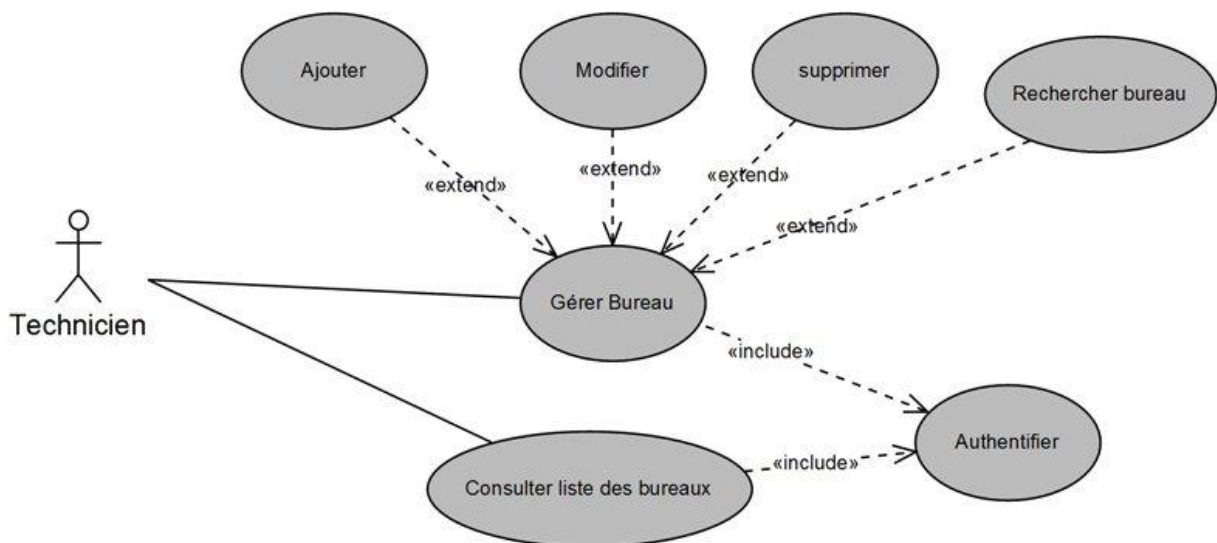 Ajouter
Modifier
supprimer
Rechercher bureau
«extend»
«extend»
«extend»
«extend»
Technicien
Gérer Bureau
«include»
Authentifier
«include»
Consulter liste des bureaux